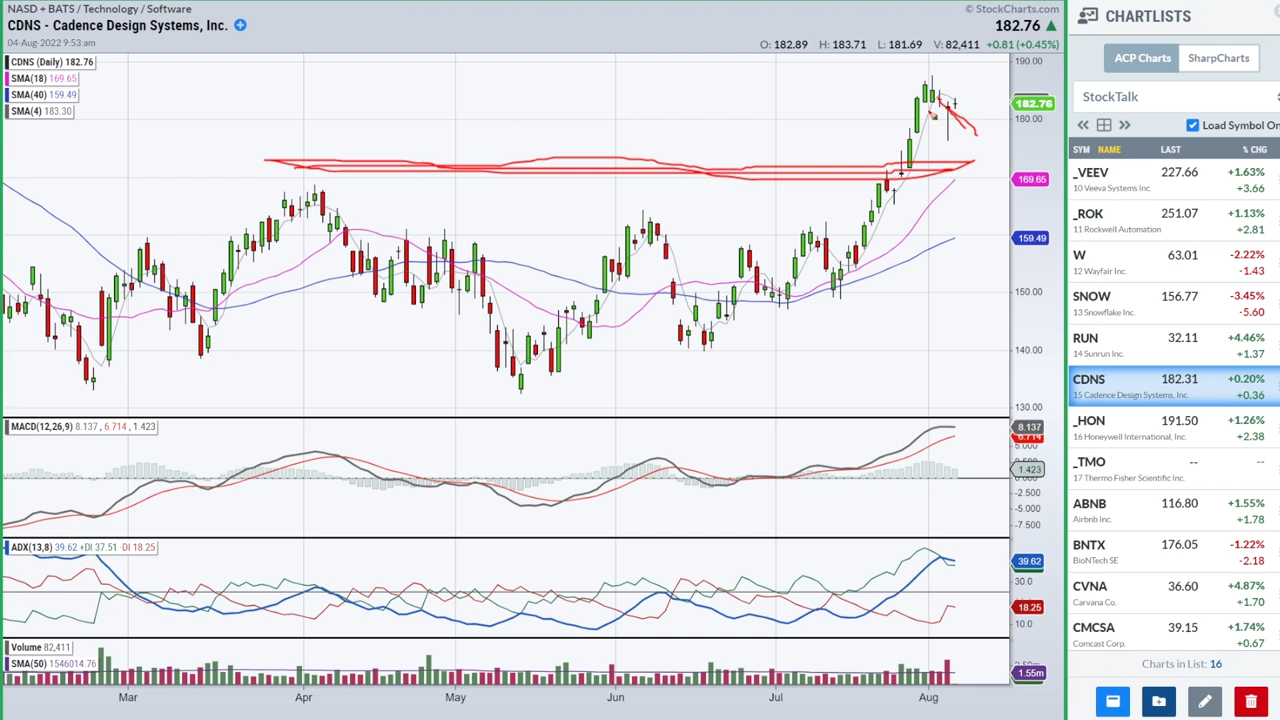 NASD + BATS / Technology / Software
© StockCharts.com
CDNS - Cadence Design Systems, Inc.
182.76
04-Aug-2022 9:53am
O: 182.89 H: 183.71 L: 181.69 V: 82,411 +0.81 (+0.45%)
CDNS (Daily) 182.76
SMA(18) 169.65
SMA(40) 159.49
SMA(4) 183.30
190.00
182.76
180.00
169.65
159.49
150.00
140.00
130.00
MACD(12,26,9) 8.137 , 6.714 , 1.423
8.137
6.714
5.000
1.423
0.000
-2.500
-5.000
-7.500
ADX(13,8) 39.62 +DI 37.51 -DI 18.25
39.62
30.0
18.25
10.0
Volume 82,411
SMA(50) 1546014.76
1.55m
Mar Apr May Jun Jul Aug
CHARTLISTS
ACP Charts SharpCharts
StockTalk
Load Symbol On
SYM NAME LAST % CHG
_VEEV 227.66 +1.63%
10 Veeva Systems Inc. +3.66
_ROK 251.07 +1.13%
11 Rockwell Automation +2.81
W 63.01 -2.22%
12 Wayfair Inc. -1.43
SNOW 156.77 -3.45%
13 Snowflake Inc. -5.60
RUN 32.11 +4.46%
14 Sunrun Inc. +1.37
CDNS 182.31 +0.20%
15 Cadence Design Systems, Inc. +0.36
_HON 191.50 +1.26%
16 Honeywell International, Inc. +2.38
_TMO -- --
17 Thermo Fisher Scientific Inc.
ABNB 116.80 +1.55%
Airbnb Inc. +1.78
BNTX 176.05 -1.22%
BioNTech SE -2.18
CVNA 36.60 +4.87%
Carvana Co. +1.70
CMCSA 39.15 +1.74%
Comcast Corp. +0.67
Charts in List: 16